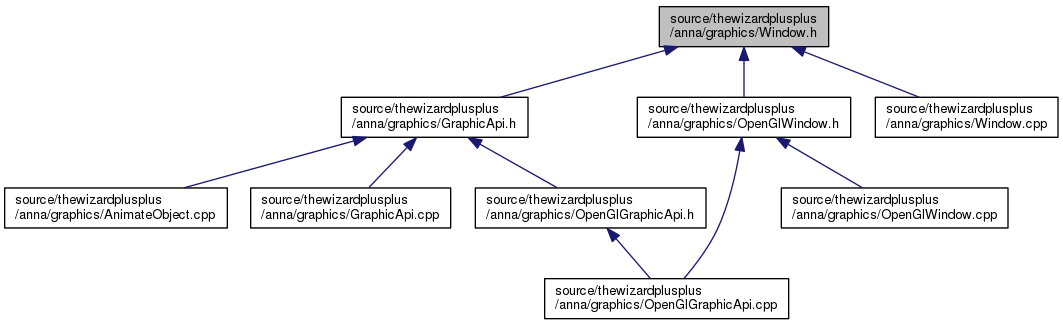 source/thewizardplusplus
/anna/graphics/Window.h
source/thewizardplusplus
/anna/graphics/GraphicApi.h
source/thewizardplusplus
/anna/graphics/OpenGlWindow.h
source/thewizardplusplus
/anna/graphics/Window.cpp
source/thewizardplusplus
/anna/graphics/AnimateObject.cpp
source/thewizardplusplus
/anna/graphics/GraphicApi.cpp
source/thewizardplusplus
/anna/graphics/OpenGlGraphicApi.h
source/thewizardplusplus
/anna/graphics/OpenGlWindow.cpp
source/thewizardplusplus
/anna/graphics/OpenGlGraphicApi.cpp